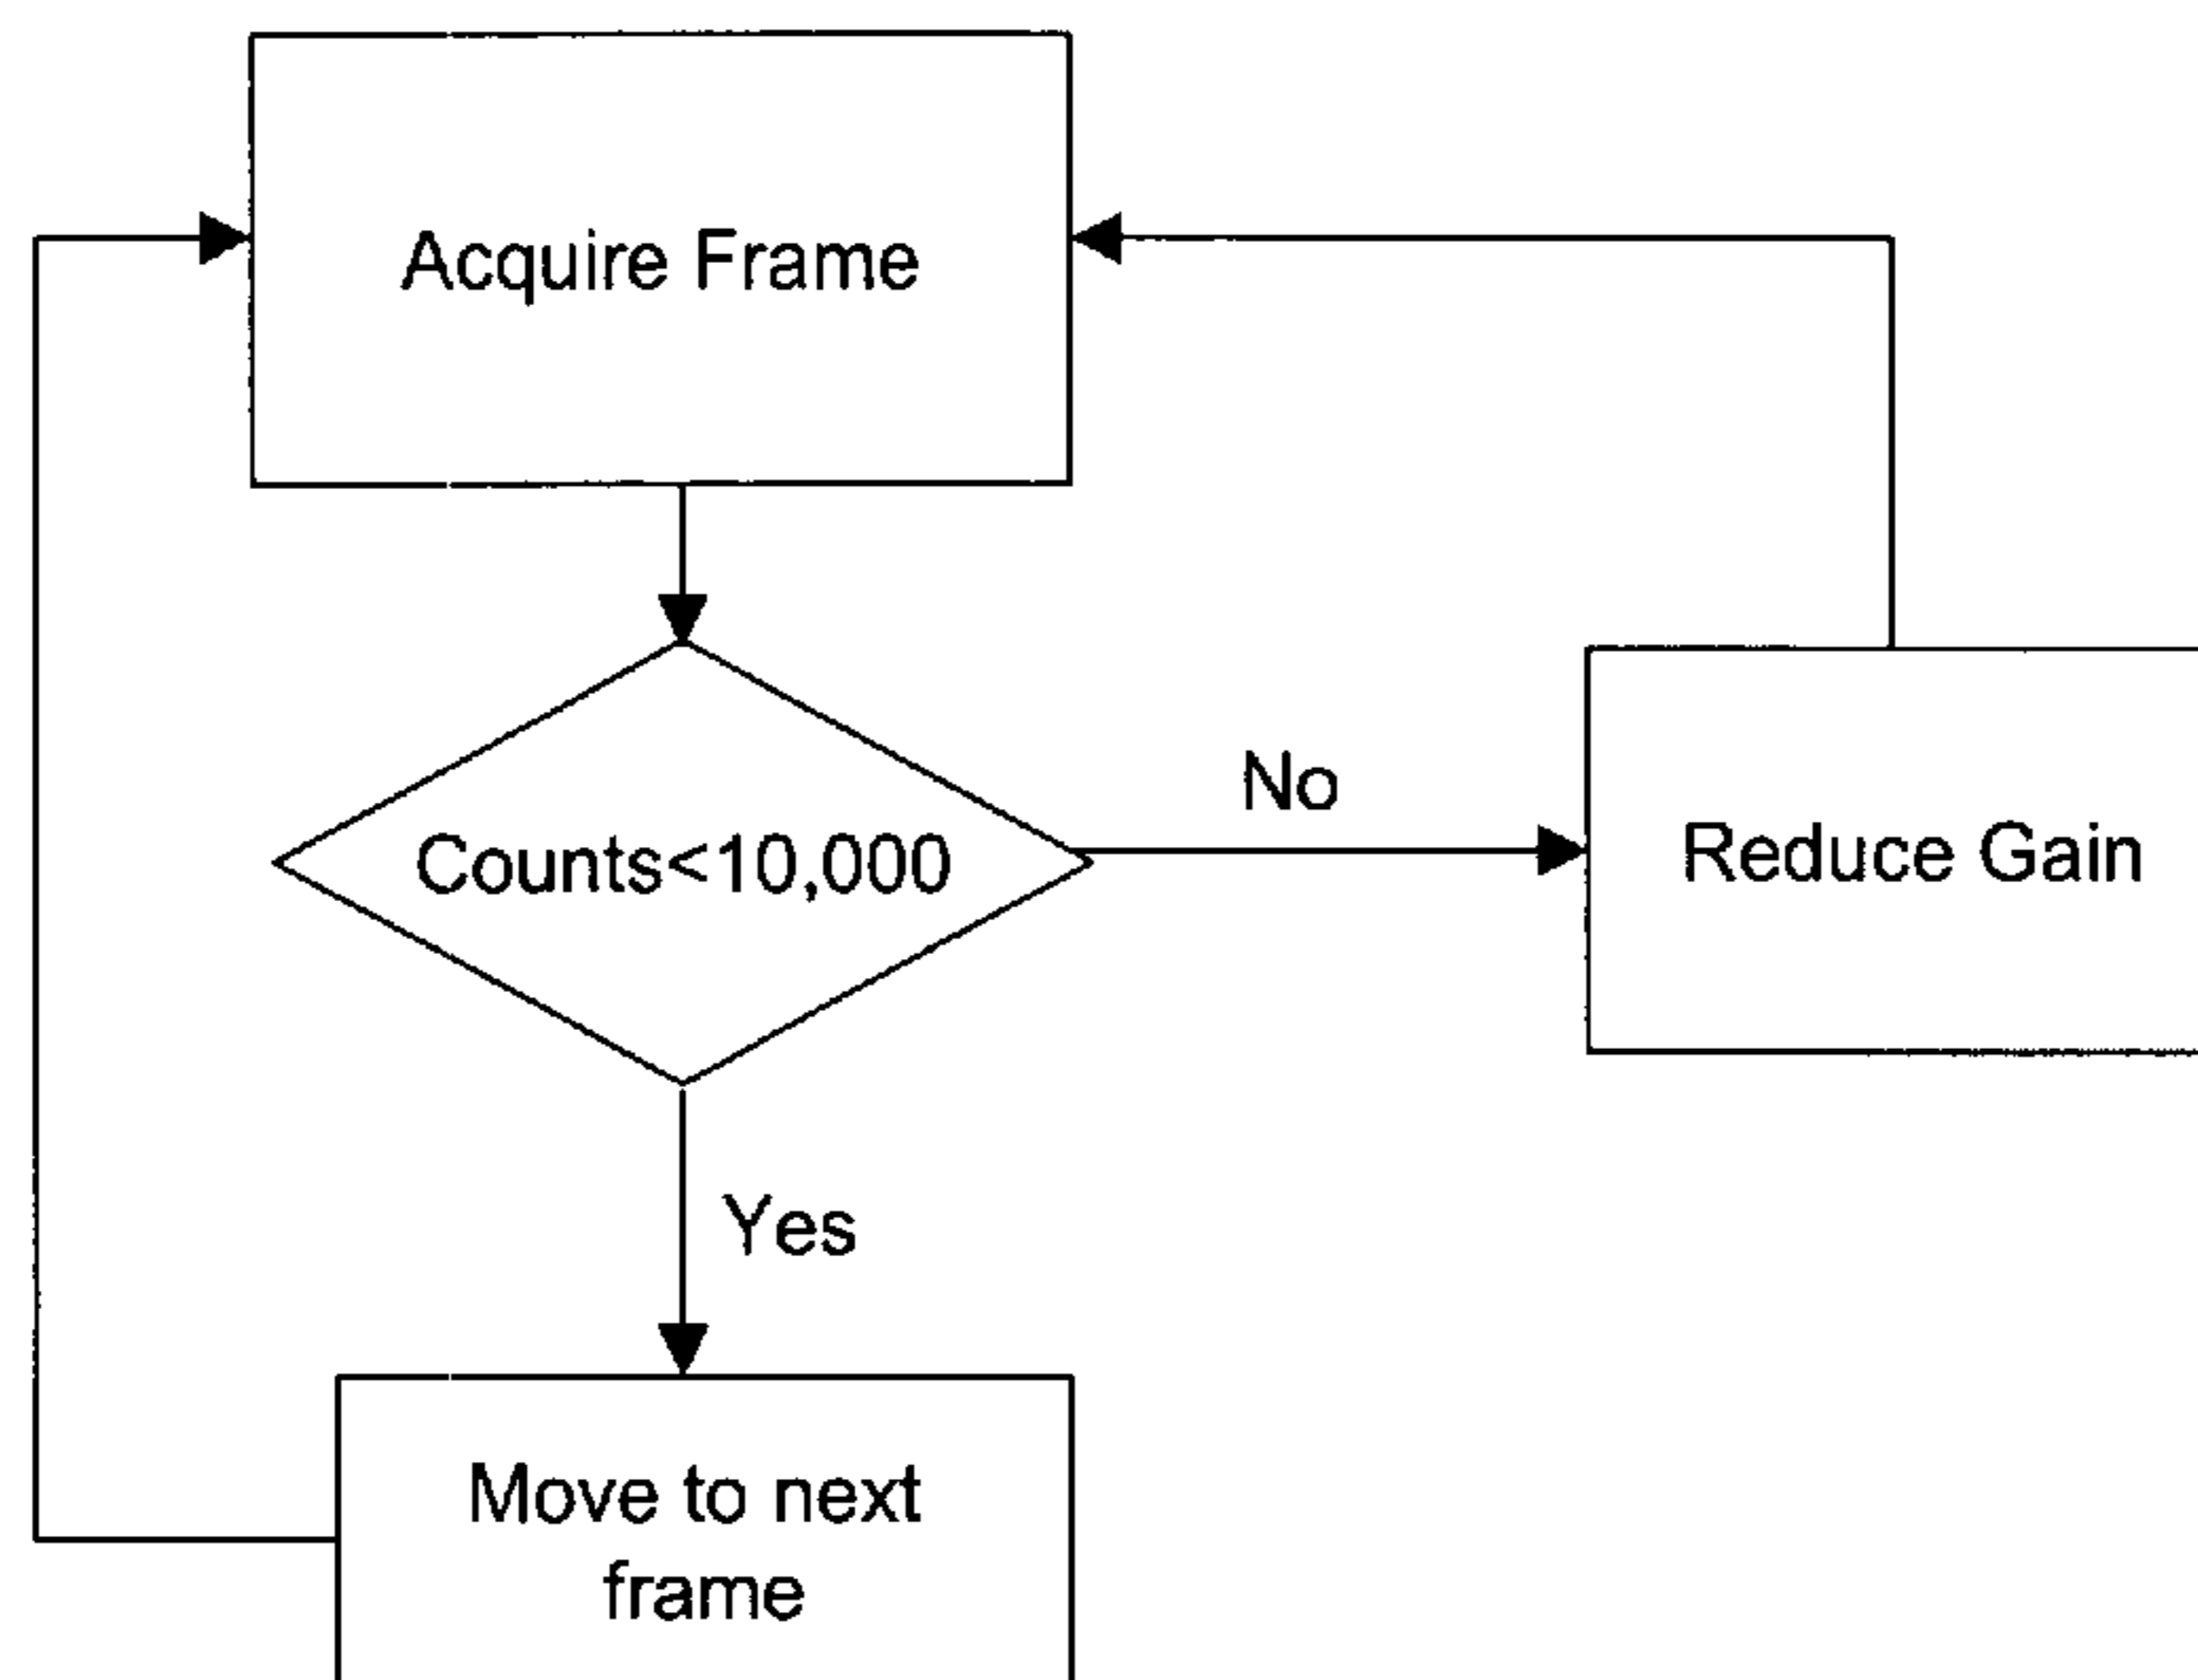 Acquire Frame
No
Counts<10,000
Reduce Gain
Yes
Move to next
frame